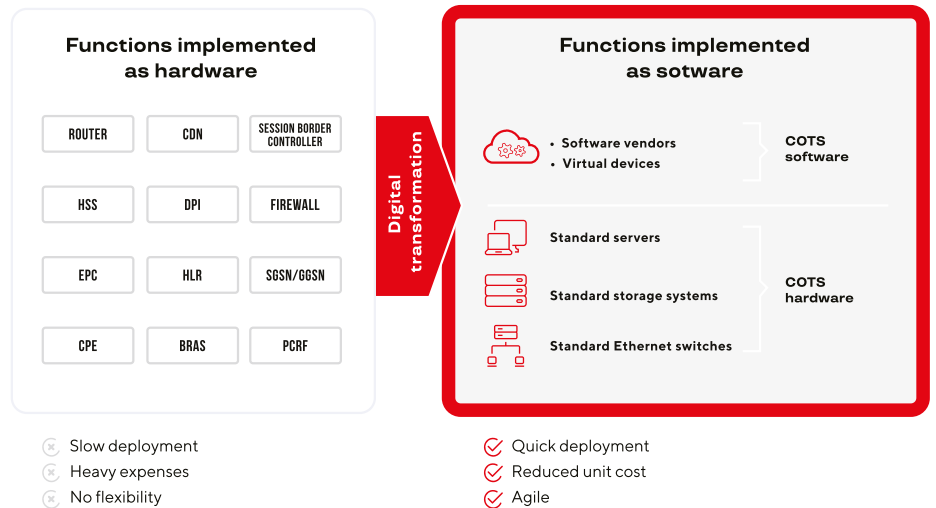 Functions implemented
as hardware
ROUTER
CDN
SESSION BORDER
CONTROLLER
HSS
DPI
FIREWALL
EPC
HLR
SGSN/GGSN
CPE
BRAS
PCRF
Slow deployment
Heavy expenses
No flexibility
Digital
transformation
Functions implemented
as sotware
• Software vendors
• Virtual devices
COTS
software
Standard servers
Standard storage systems
Standard Ethernet switches
COTS
hardware
Quick deployment
Reduced unit cost
Agile